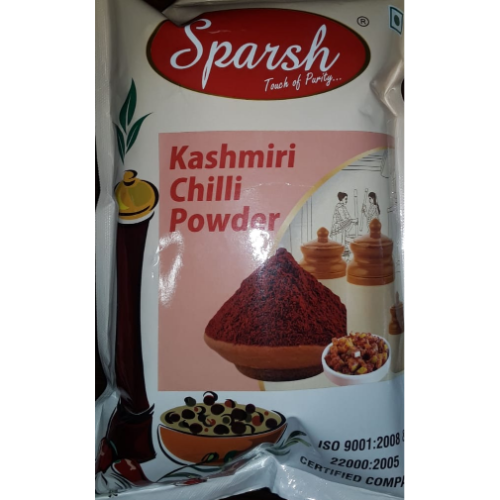 Sparsh ®
Touch of Purity...
Kashmiri
Chilli
Powder
ISO 9001:2008
22000:2005
CERTIFIED